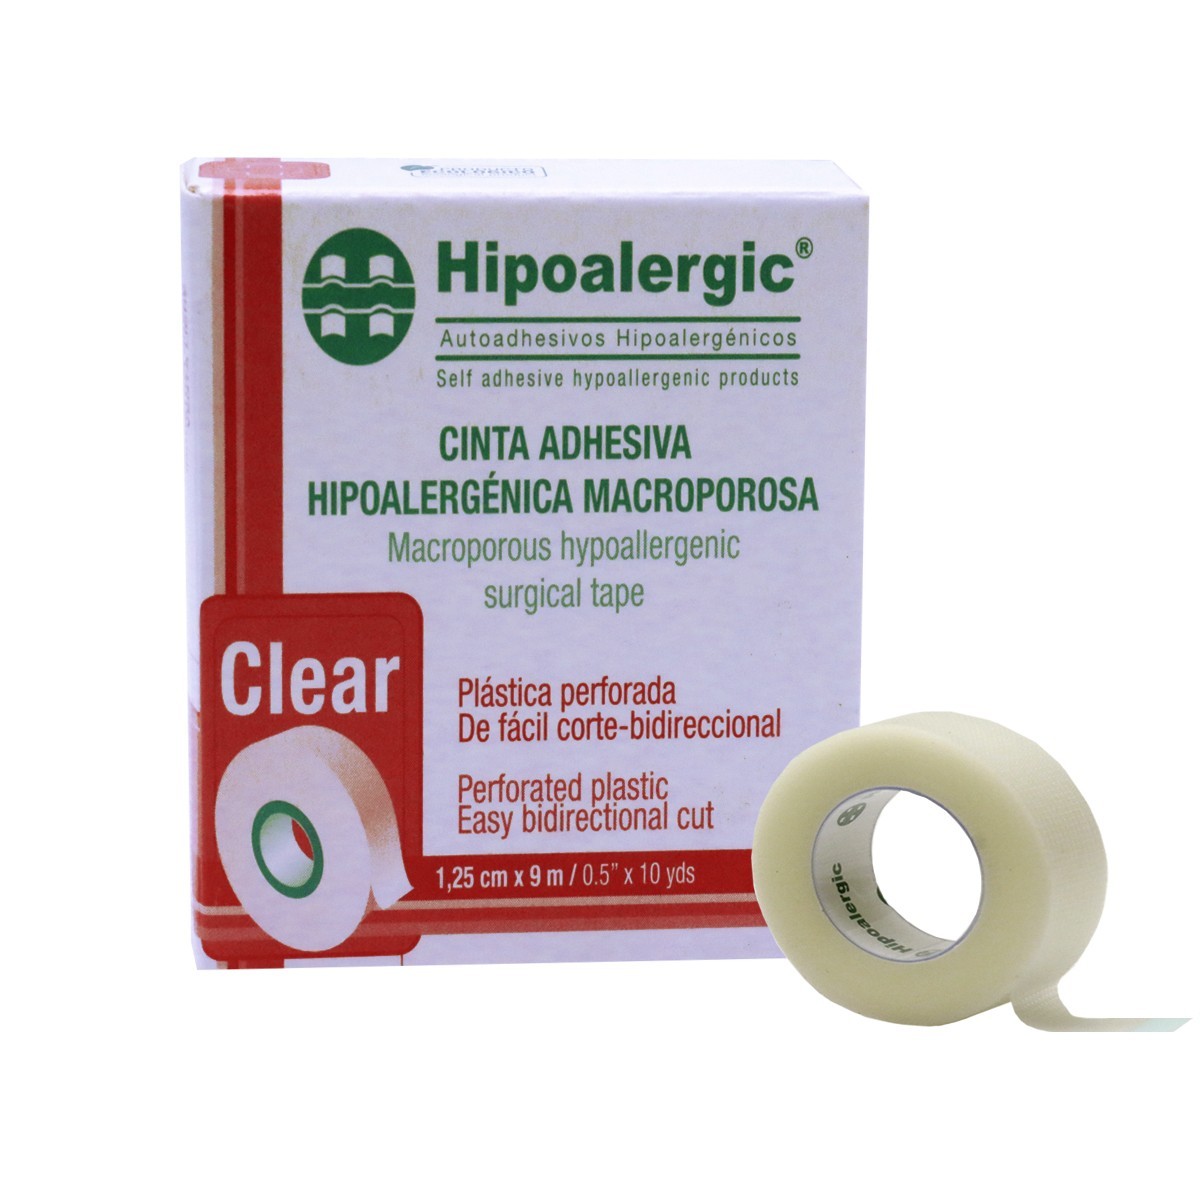 Hipoalergic®
Autoadhesivos Hipoalergénicos
Self adhesive hypoallergenic products
CINTA ADHESIVA
HIPOALERGÉNICA MACROPOROSA
Macroporous hypoallergenic
surgical tape
Clear
Plástica perforada
De fácil corte-bidireccional
Perforated plastic
Easy bidirectional cut
1,25 cm x 9 m / 0.5" x 10 yds
Hipoalergic
Hipoalergic